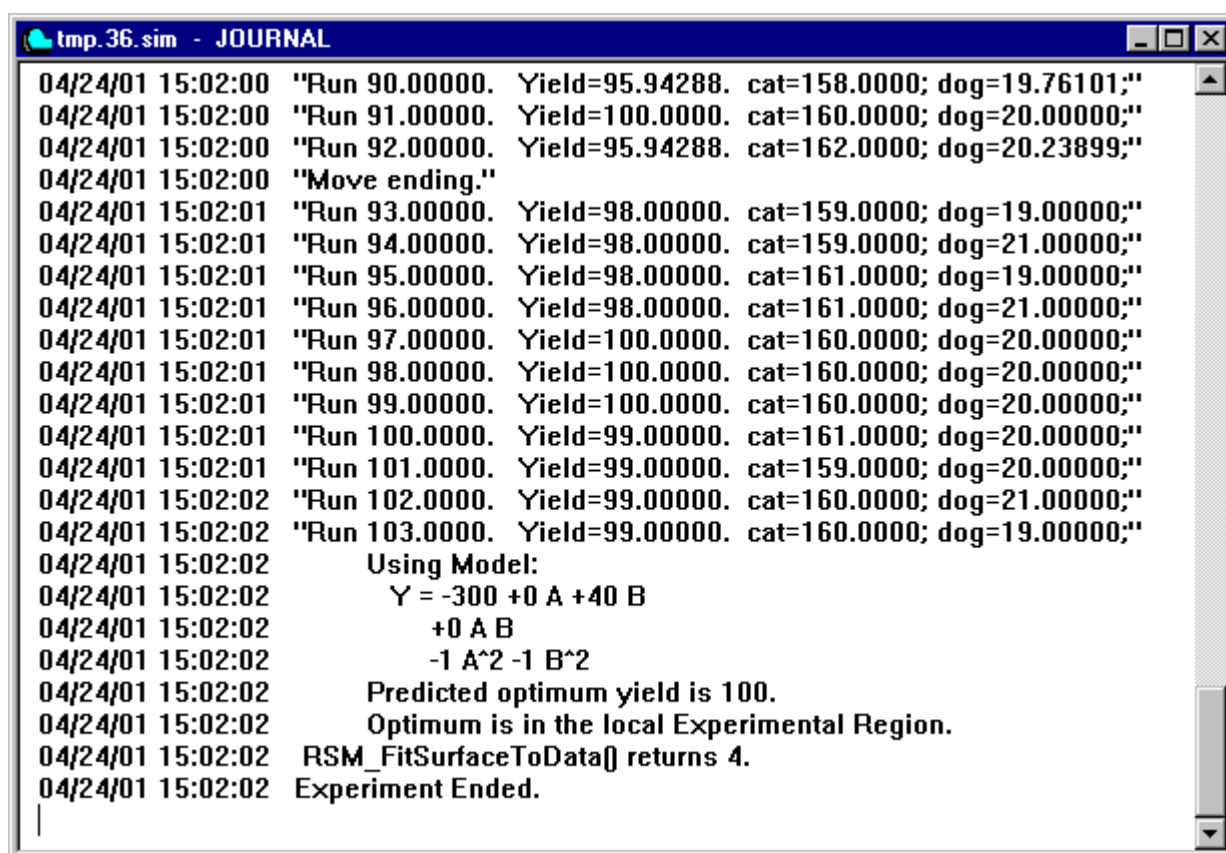 tmp.36.sim - JOURNAL
04/24/01 15:02:00 "Run 90.00000. Yield=95.94288. cat=158.0000; dog=19.76101;"
04/24/01 15:02:00 "Run 91.00000. Yield=100.0000. cat=160.0000; dog=20.00000;"
04/24/01 15:02:00 "Run 92.00000. Yield=95.94288. cat=162.0000; dog=20.23899;"
04/24/01 15:02:00 "Move ending."
04/24/01 15:02:01 "Run 93.00000. Yield=98.00000. cat=159.0000; dog=19.00000;"
04/24/01 15:02:01 "Run 94.00000. Yield=98.00000. cat=159.0000; dog=21.00000;"
04/24/01 15:02:01 "Run 95.00000. Yield=98.00000. cat=161.0000; dog=19.00000;"
04/24/01 15:02:01 "Run 96.00000. Yield=98.00000. cat=161.0000; dog=21.00000;"
04/24/01 15:02:01 "Run 97.00000. Yield=100.0000. cat=160.0000; dog=20.00000;"
04/24/01 15:02:01 "Run 98.00000. Yield=100.0000. cat=160.0000; dog=20.00000;"
04/24/01 15:02:01 "Run 99.00000. Yield=100.0000. cat=160.0000; dog=20.00000;"
04/24/01 15:02:01 "Run 100.0000. Yield=99.00000. cat=161.0000; dog=20.00000;"
04/24/01 15:02:01 "Run 101.0000. Yield=99.00000. cat=159.0000; dog=20.00000;"
04/24/01 15:02:02 "Run 102.0000. Yield=99.00000. cat=160.0000; dog=21.00000;"
04/24/01 15:02:02 "Run 103.0000. Yield=99.00000. cat=160.0000; dog=19.00000;"
04/24/01 15:02:02 Using Model:
04/24/01 15:02:02 Y = -300 +0 A +40 B
04/24/01 15:02:02 +0 A B
04/24/01 15:02:02 -1 A^2 -1 B^2
04/24/01 15:02:02 Predicted optimum yield is 100.
04/24/01 15:02:02 Optimum is in the local Experimental Region.
04/24/01 15:02:02 RSM_FitSurfaceToData() returns 4.
04/24/01 15:02:02 Experiment Ended.